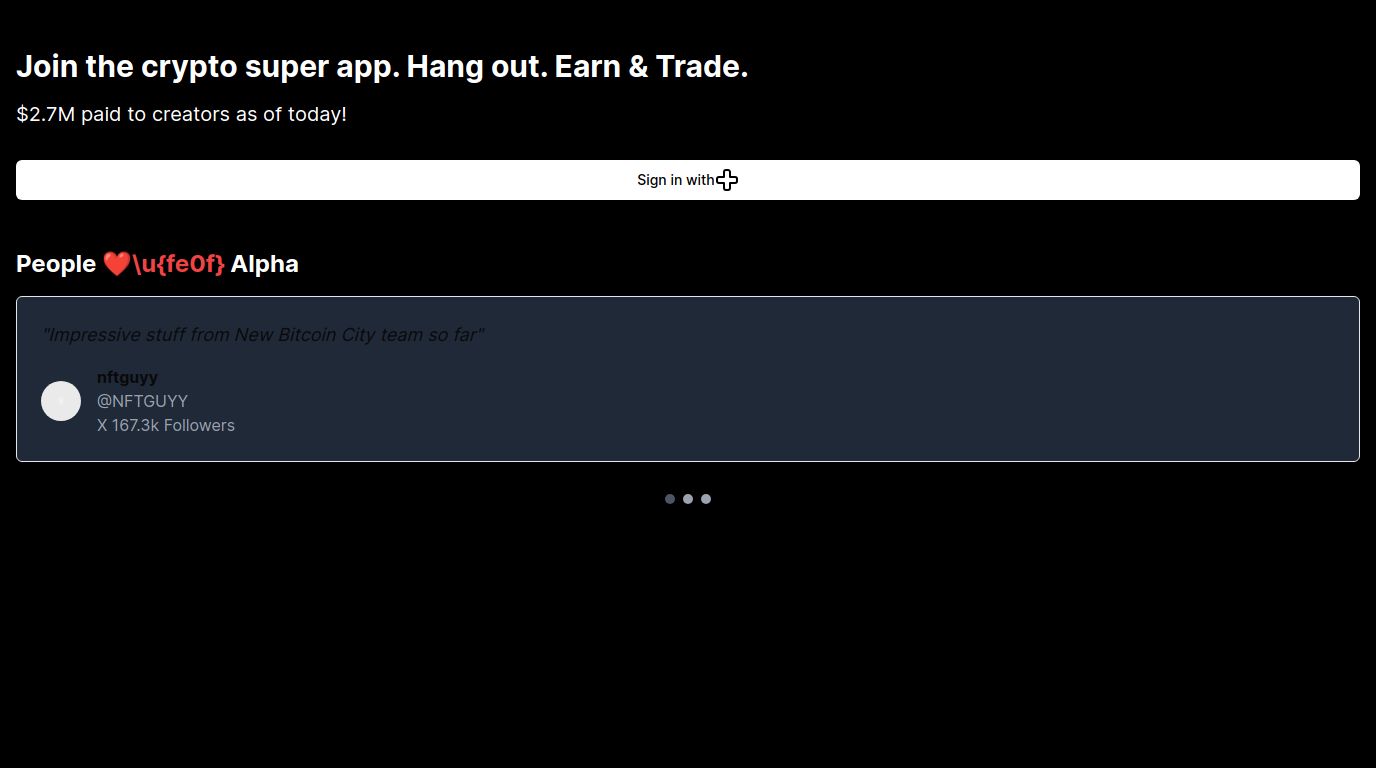 Join the crypto super app. Hang out. Earn & Trade.
$2.7M paid to creators as of today!
Sign in with
People ❤️\u{fe0f} Alpha
"Impressive stuff from New Bitcoin City team so far"
nftguyy
@NFTGUYY
X 167.3k Followers